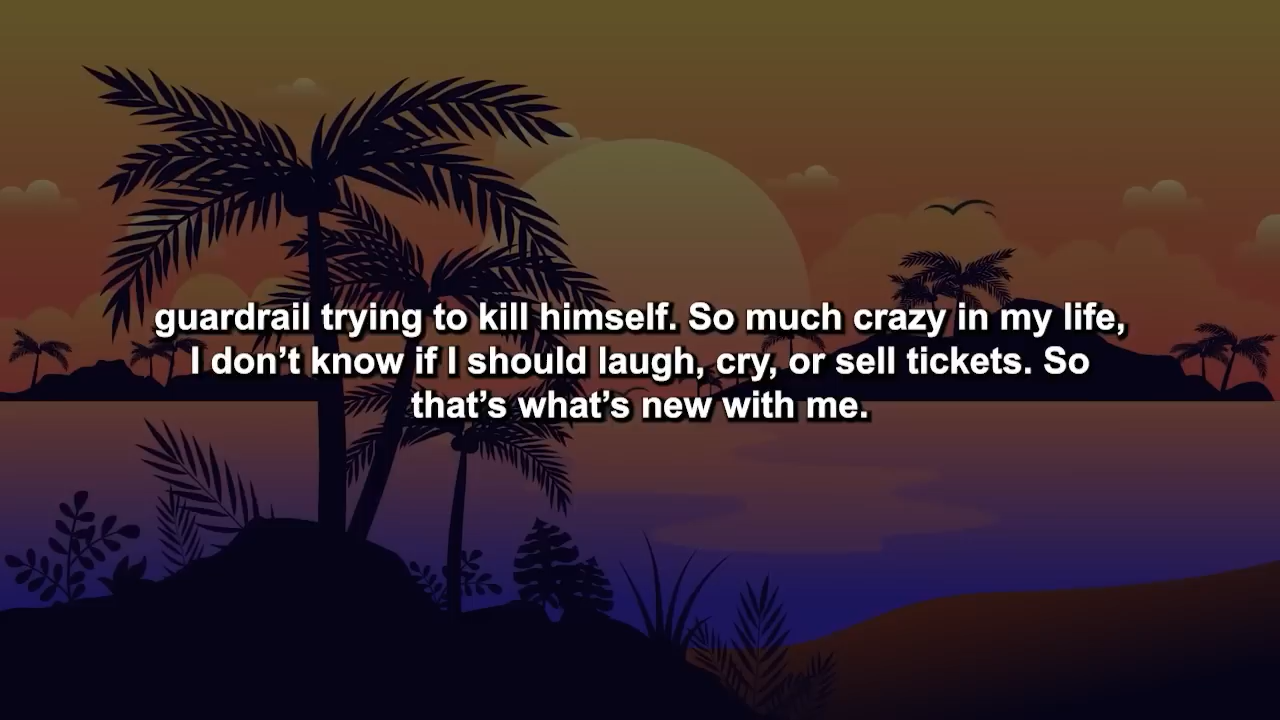 guardrail trying to kill himself. So much crazy in my life,
I don’t know if I should laugh, cry, or sell tickets. So
that’s what’s new with me.